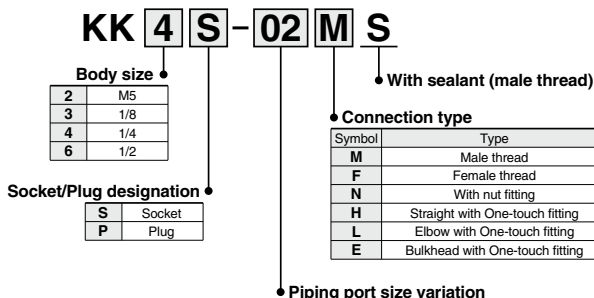 KK 4 S - 02 M S
With sealant (male thread)
Body size
2 M5
3 1/8
4 1/4
6 1/2
Connection type
Symbol Type
M Male thread
F Female thread
N With nut fitting
H Straight with One-touch fitting
L Elbow with One-touch fitting
E Bulkhead with One-touch fitting
Socket/Plug designation
S Socket
P Plug
Piping port size variation